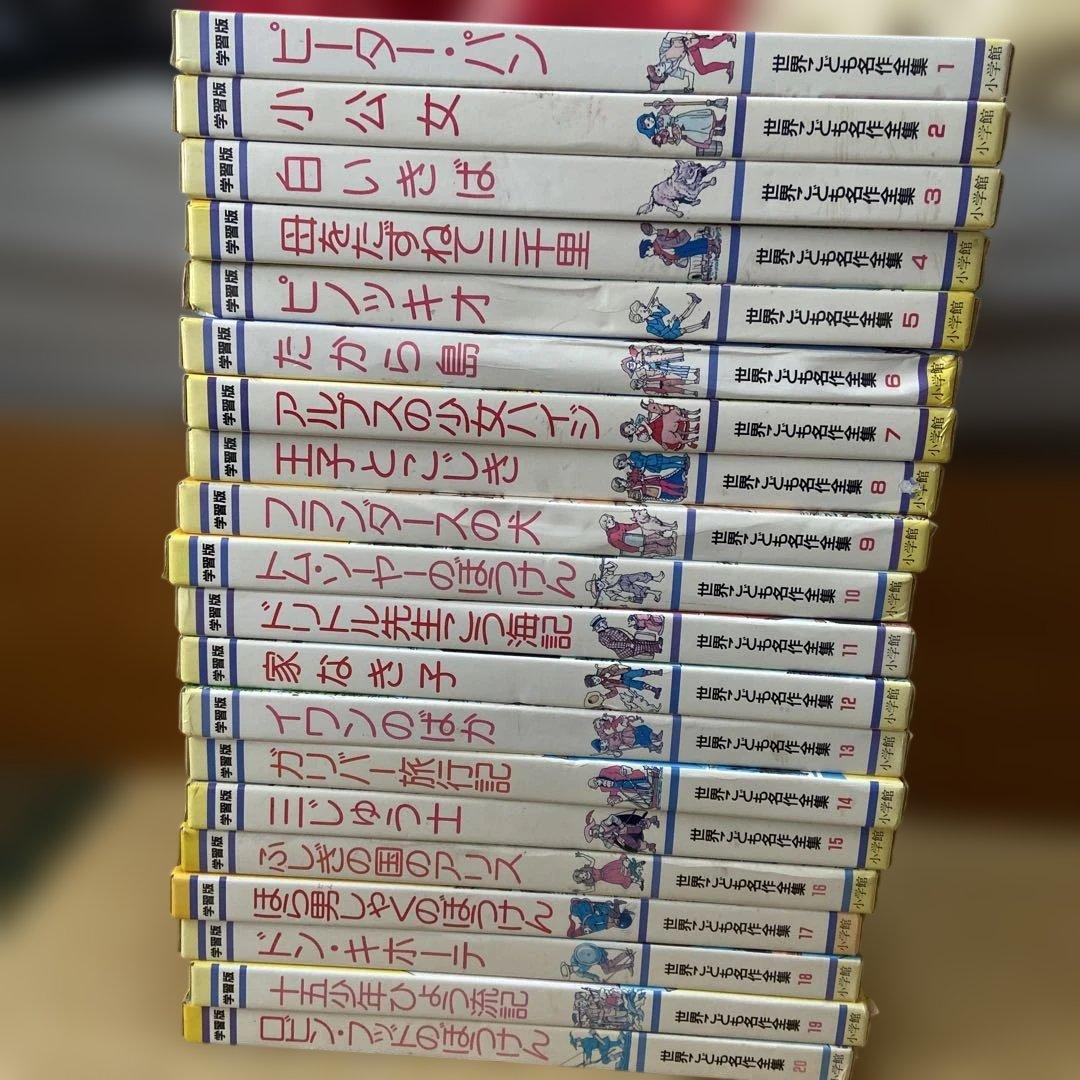 学習版 ピーター・パン 世界こども名作全集 1 小学館
学習版 小公女 世界こども名作全集 2 小学館
学習版 白いきば 世界こども名作全集 3 小学館
学習版 母をたずねて三千里 世界こども名作全集 4 小学館
学習版 ピノッキオ 世界こども名作全集 5 小学館
学習版 たから島 世界こども名作全集 6 小学館
学習版 アルプスの少女ハイジ 世界こども名作全集 7 小学館
学習版 王子とこじき 世界こども名作全集 8 小学館
学習版 フランダースの犬 世界こども名作全集 9 小学館
学習版 トム・ソーヤーのぼうけん 世界こども名作全集 10 小学館
学習版 ドリトル先生こう海記 世界こども名作全集 11 小学館
学習版 家なき子 世界こども名作全集 12 小学館
学習版 イワンのばか 世界こども名作全集 13 小学館
学習版 ガリバー旅行記 世界こども名作全集 14 小学館
学習版 三じゅう士 世界こども名作全集 15 小学館
学習版 ふしぎの国のアリス 世界こども名作全集 16 小学館
学習版 ほら男しゃくのぼうけん 世界こども名作全集 17 小学館
学習版 ドン・キホーテ 世界こども名作全集 18 小学館
学習版 十五少年ひょう流記 世界こども名作全集 19 小学館
学習版 ロビン・フッドのぼうけん 世界こども名作全集 20 小学館